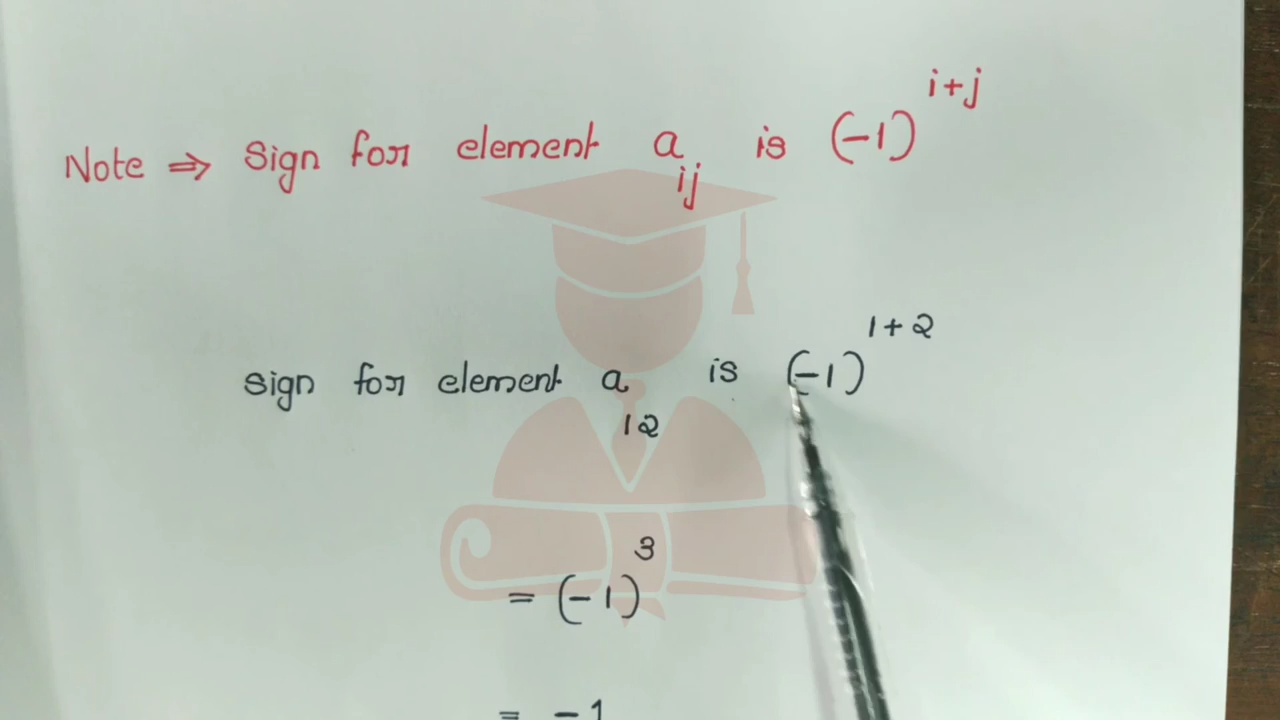 Note ⇒ Sign for element a_ij is (-1)^i+j
sign for element a_12 is (-1)^1+2
= (-1)^3
= -1